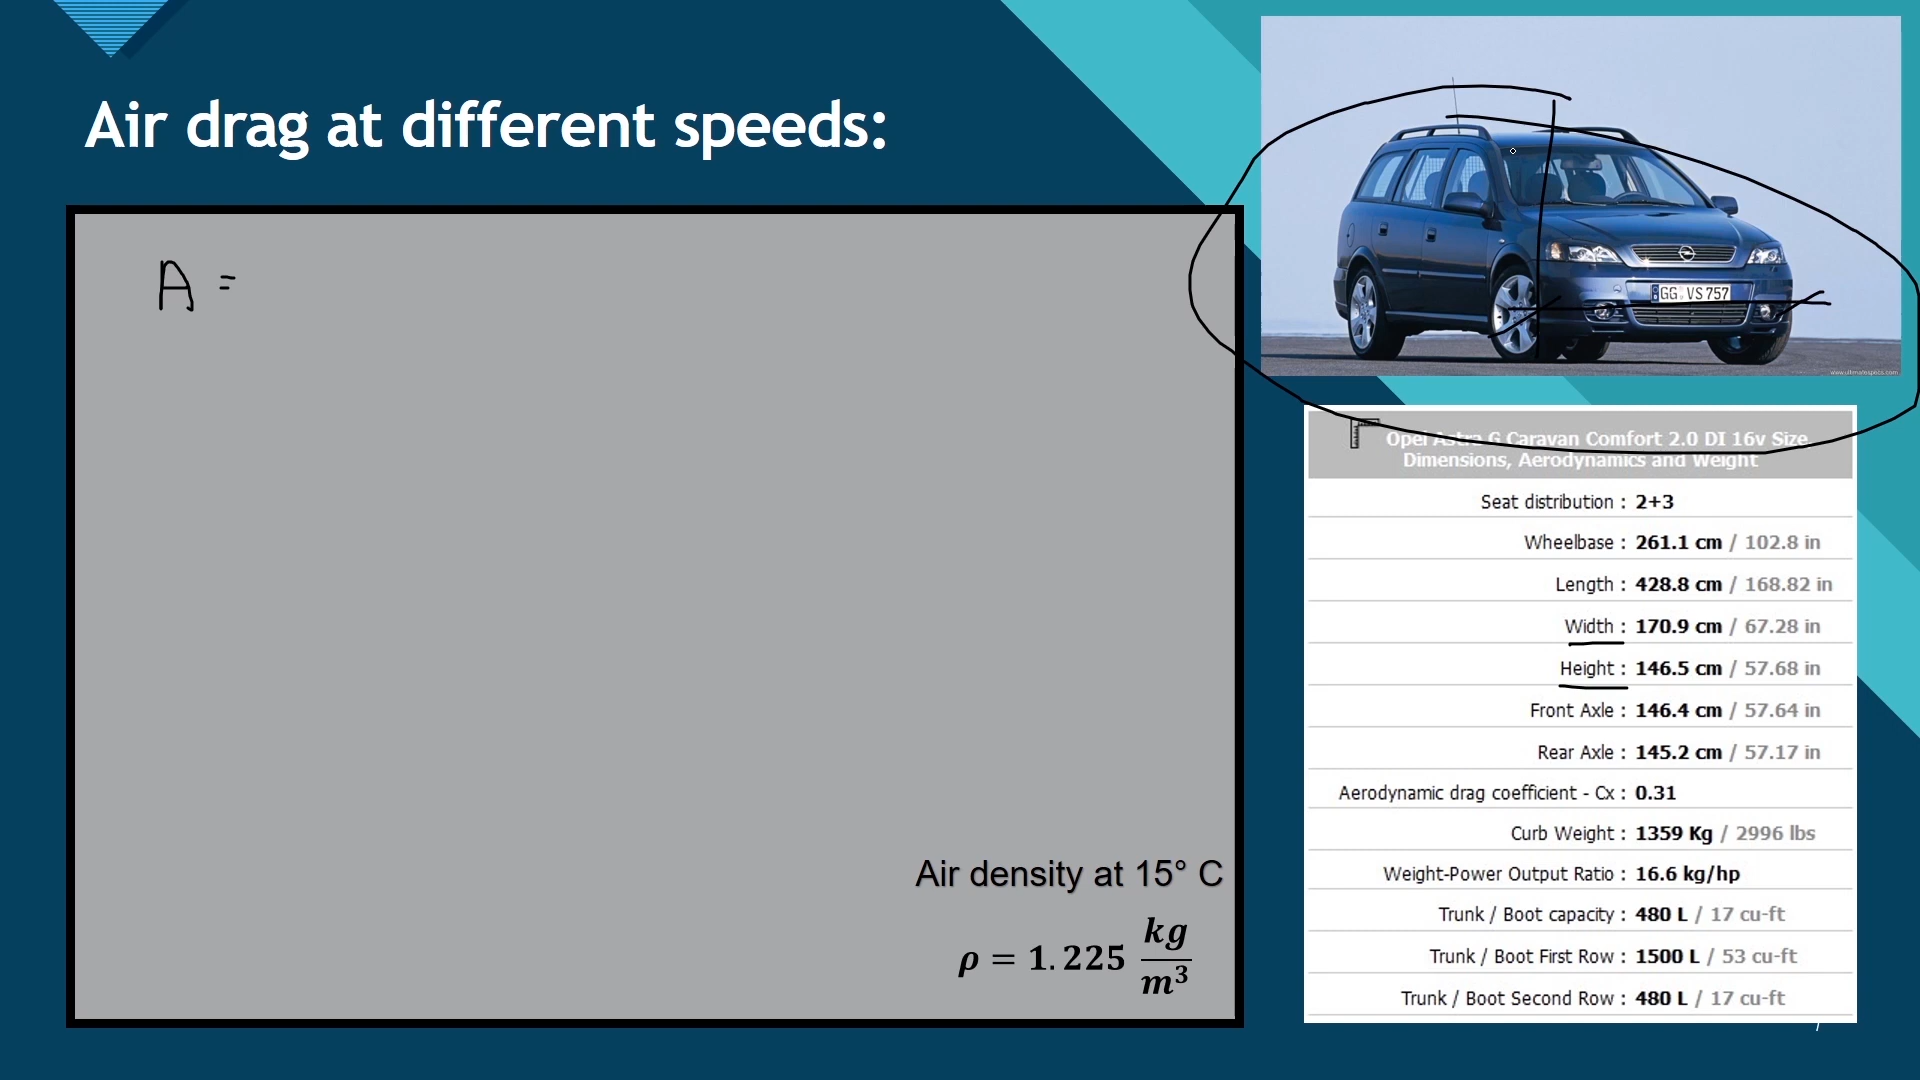 Air drag at different speeds:
A =
Air density at 15° C
ρ = 1.225 kg/m³
GG VS 757
www.ultimatespecs.com
Opel Astra G Caravan Comfort 2.0 DI 16v Size,
Dimensions, Aerodynamics and Weight
Seat distribution : 2+3
Wheelbase : 261.1 cm / 102.8 in
Length : 428.8 cm / 168.82 in
Width : 170.9 cm / 67.28 in
Height : 146.5 cm / 57.68 in
Front Axle : 146.4 cm / 57.64 in
Rear Axle : 145.2 cm / 57.17 in
Aerodynamic drag coefficient - Cx : 0.31
Curb Weight : 1359 Kg / 2996 lbs
Weight-Power Output Ratio : 16.6 kg/hp
Trunk / Boot capacity : 480 L / 17 cu-ft
Trunk / Boot First Row : 1500 L / 53 cu-ft
Trunk / Boot Second Row : 480 L / 17 cu-ft